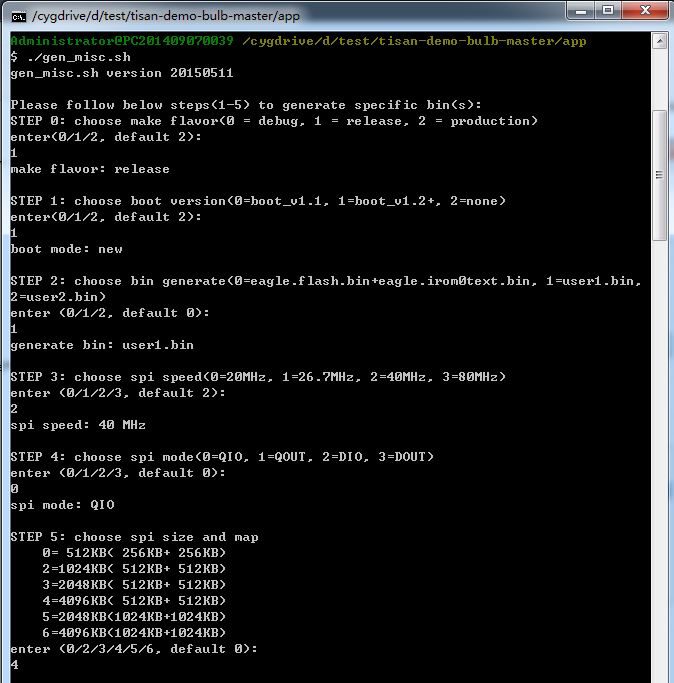 /cygdrive/d/test/tisan-demo-bulb-master/app
Administrator@PC201409070039 /cygdrive/d/test/tisan-demo-bulb-master/app
$ ./gen_misc.sh
gen_misc.sh version 20150511

Please follow below steps(1-5) to generate specific bin(s):
STEP 0: choose make flavor(0 = debug, 1 = release, 2 = production)
enter(0/1/2, default 2):
1
make flavor: release

STEP 1: choose boot version(0=boot_v1.1, 1=boot_v1.2+, 2=none)
enter(0/1/2, default 2):
1
boot mode: new

STEP 2: choose bin generate(0=eagle.flash.bin+eagle.irom0text.bin, 1=user1.bin,
2=user2.bin)
enter (0/1/2, default 0):
1
generate bin: user1.bin

STEP 3: choose spi speed(0=20MHz, 1=26.7MHz, 2=40MHz, 3=80MHz)
enter (0/1/2/3, default 2):
2
spi speed: 40 MHz

STEP 4: choose spi mode(0=QIO, 1=QOUT, 2=DIO, 3=DOUT)
enter (0/1/2/3, default 0):
0
spi mode: QIO

STEP 5: choose spi size and map
    0= 512KB( 256KB+ 256KB)
    2=1024KB( 512KB+ 512KB)
    3=2048KB( 512KB+ 512KB)
    4=4096KB( 512KB+ 512KB)
    5=2048KB(1024KB+1024KB)
    6=4096KB(1024KB+1024KB)
enter (0/2/3/4/5/6, default 0):
4